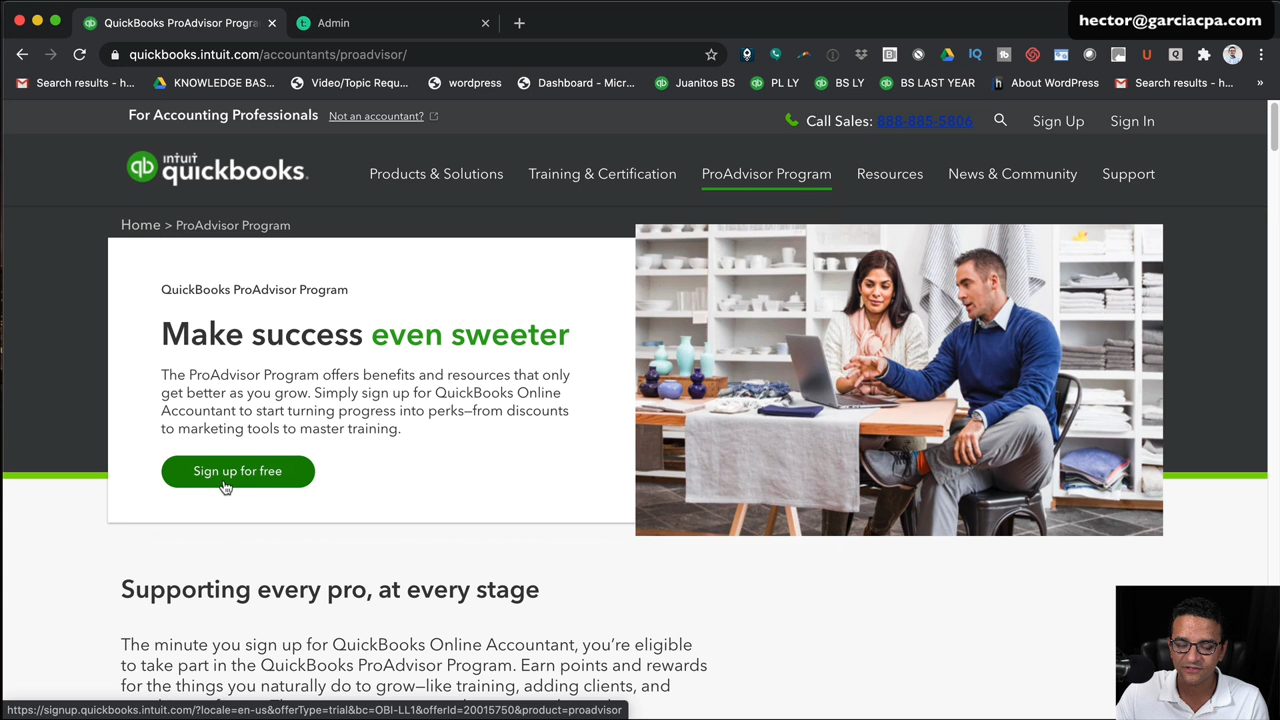 QuickBooks ProAdvisor Progra
Admin
hector@garciacpa.com
quickbooks.intuit.com/accountants/proadvisor/
Search results - h...
KNOWLEDGE BAS...
Video/Topic Requ...
wordpress
Dashboard - Micr...
Juanitos BS
PL LY
BS LY
BS LAST YEAR
About WordPress
Search results - h...
For Accounting Professionals
Not an accountant?
Call Sales: 888-885-5806
Sign Up
Sign In
qb intuit quickbooks.
Products & Solutions
Training & Certification
ProAdvisor Program
Resources
News & Community
Support
Home > ProAdvisor Program
QuickBooks ProAdvisor Program
Make success even sweeter
The ProAdvisor Program offers benefits and resources that only
get better as you grow. Simply sign up for QuickBooks Online
Accountant to start turning progress into perks—from discounts
to marketing tools to master training.
Sign up for free
Supporting every pro, at every stage
The minute you sign up for QuickBooks Online Accountant, you're eligible
to take part in the QuickBooks ProAdvisor Program. Earn points and rewards
for the things you naturally do to grow—like training, adding clients, and
https://signup.quickbooks.intuit.com/?locale=en-us&offerType=trial&bc=OBI-LL1&offerId=20015750&product=proadvisor